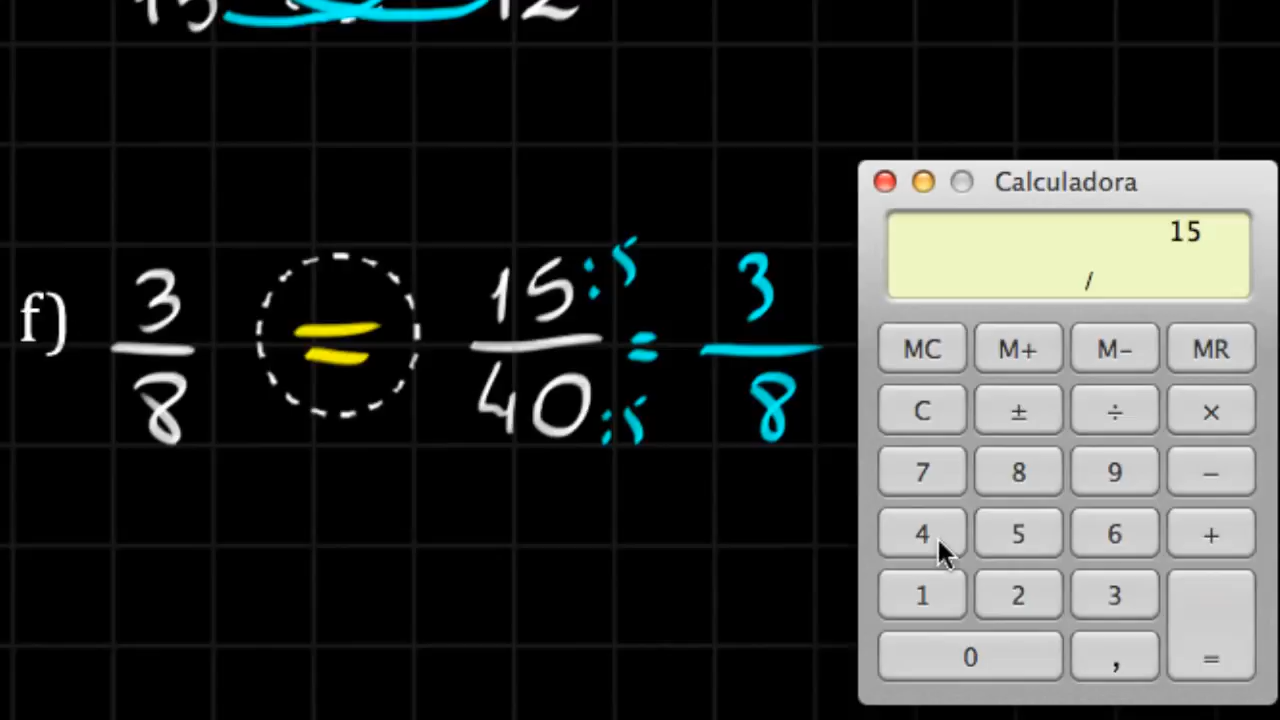 f) 3/8 = 15:5/40:5 = 3/8
Calculadora
15
/
MC M+ M− MR
C ± ÷ ×
7 8 9 −
4 5 6 +
1 2 3
0 , =